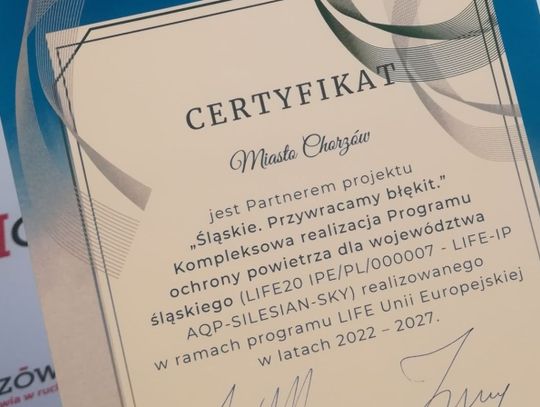 CERTYFIKAT
Miasto Chorzów
jest Partnerem projektu
„Śląskie. Przywracamy błękit.”
Kompleksowa realizacja Programu
ochrony powietrza dla województwa
śląskiego (LIFE20 IPE/PL/000007 - LIFE-IP
AQP-SILESIAN-SKY) realizowanego
w ramach programu LIFE Unii Europejskiej
w latach 2022 – 2027.